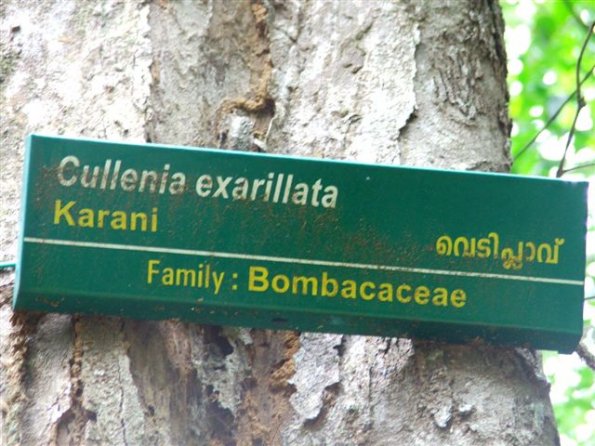 Cullenia exarillata
Karani
വെടിപ്ലാവ്
Family : Bombacaceae